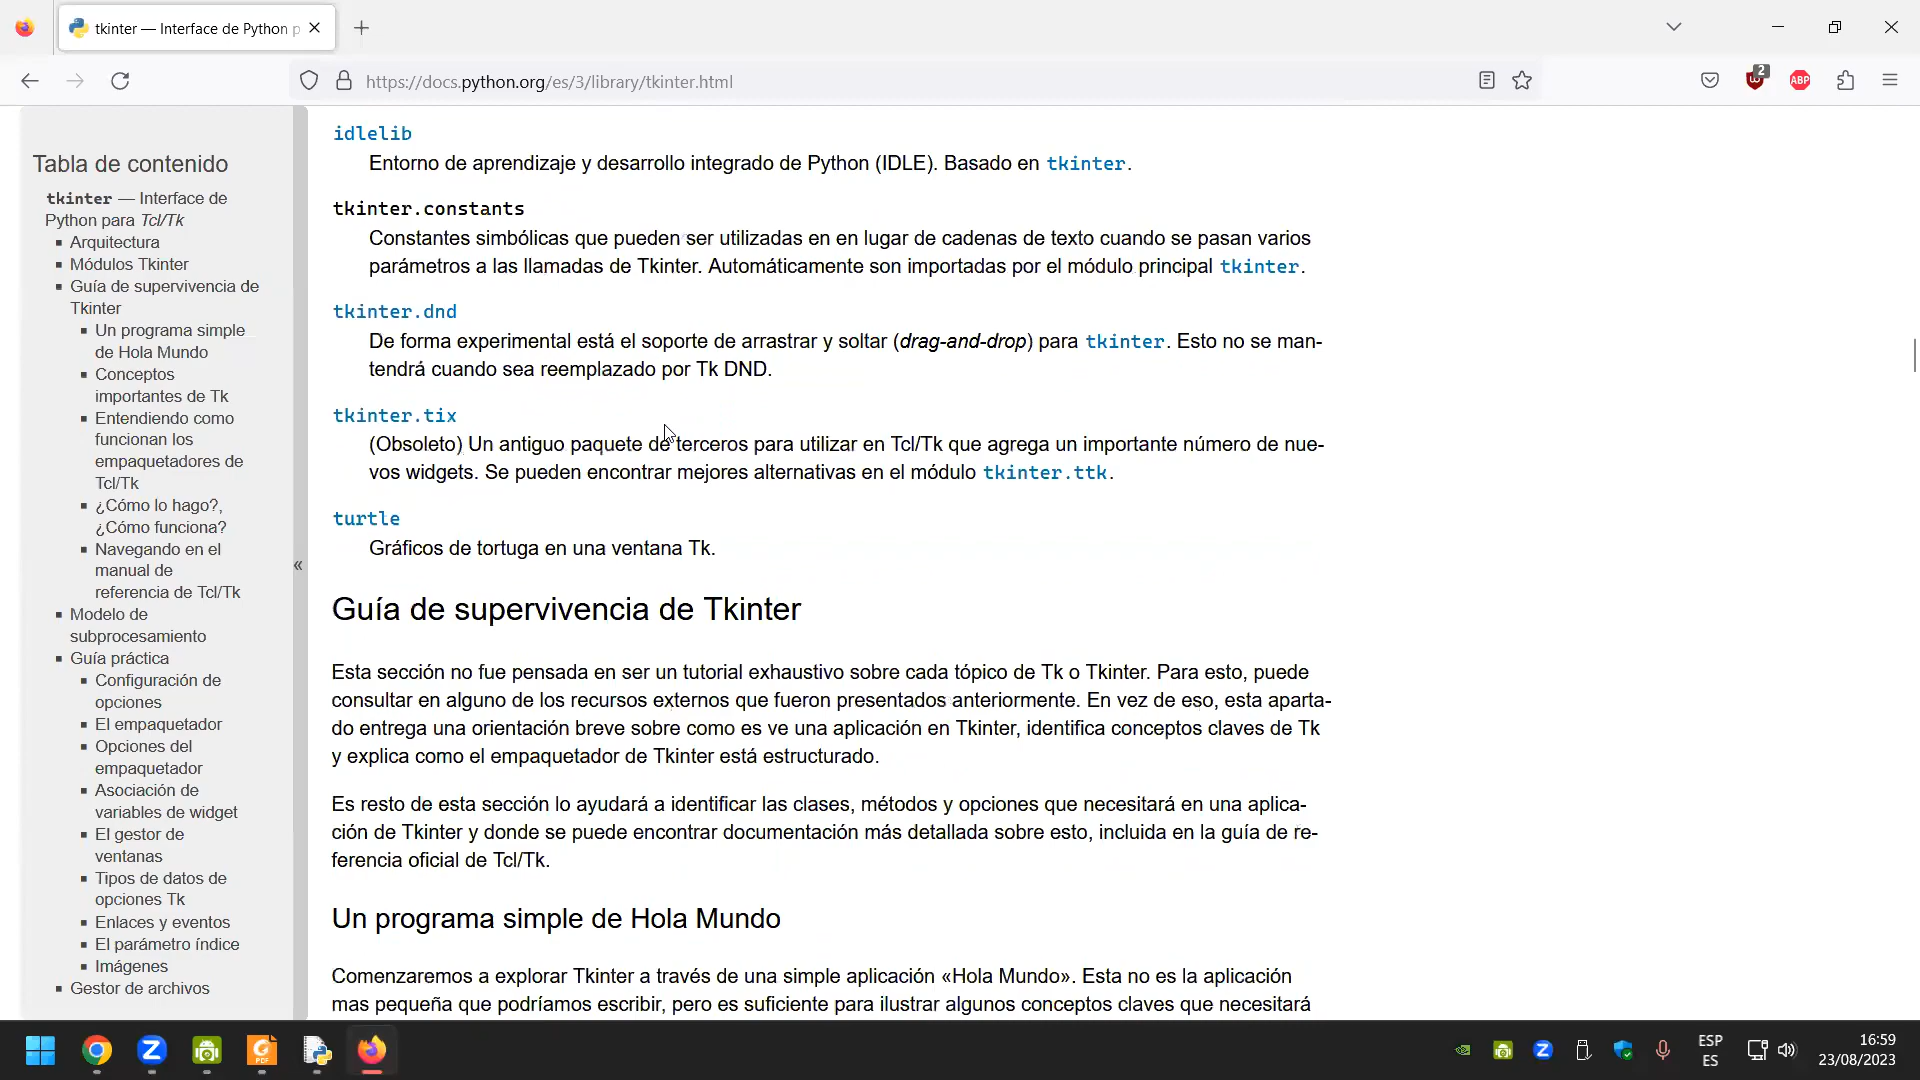 tkinter — Interface de Python p
https://docs.python.org/es/3/library/tkinter.html
2
ABP
Tabla de contenido
tkinter — Interface de
Python para Tcl/Tk
Arquitectura
Módulos Tkinter
Guía de supervivencia de
Tkinter
Un programa simple
de Hola Mundo
Conceptos
importantes de Tk
Entendiendo como
funcionan los
empaquetadores de
Tcl/Tk
¿Cómo lo hago?,
¿Cómo funciona?
Navegando en el
manual de
referencia de Tcl/Tk
Modelo de
subprocesamiento
Guía práctica
Configuración de
opciones
El empaquetador
Opciones del
empaquetador
Asociación de
variables de widget
El gestor de
ventanas
Tipos de datos de
opciones Tk
Enlaces y eventos
El parámetro índice
Imágenes
Gestor de archivos
«
idlelib
Entorno de aprendizaje y desarrollo integrado de Python (IDLE). Basado en tkinter.
tkinter.constants
Constantes simbólicas que pueden ser utilizadas en en lugar de cadenas de texto cuando se pasan varios
parámetros a las llamadas de Tkinter. Automáticamente son importadas por el módulo principal tkinter.
tkinter.dnd
De forma experimental está el soporte de arrastrar y soltar (drag-and-drop) para tkinter. Esto no se man-
tendrá cuando sea reemplazado por Tk DND.
tkinter.tix
(Obsoleto) Un antiguo paquete de terceros para utilizar en Tcl/Tk que agrega un importante número de nue-
vos widgets. Se pueden encontrar mejores alternativas en el módulo tkinter.ttk.
turtle
Gráficos de tortuga en una ventana Tk.
Guía de supervivencia de Tkinter
Esta sección no fue pensada en ser un tutorial exhaustivo sobre cada tópico de Tk o Tkinter. Para esto, puede
consultar en alguno de los recursos externos que fueron presentados anteriormente. En vez de eso, esta aparta-
do entrega una orientación breve sobre como es ve una aplicación en Tkinter, identifica conceptos claves de Tk
y explica como el empaquetador de Tkinter está estructurado.
Es resto de esta sección lo ayudará a identificar las clases, métodos y opciones que necesitará en una aplica-
ción de Tkinter y donde se puede encontrar documentación más detallada sobre esto, incluida en la guía de re-
ferencia oficial de Tcl/Tk.
Un programa simple de Hola Mundo
Comenzaremos a explorar Tkinter a través de una simple aplicación «Hola Mundo». Esta no es la aplicación
mas pequeña que podríamos escribir, pero es suficiente para ilustrar algunos conceptos claves que necesitará
Z
PDF
Z
ESP
ES
16:59
23/08/2023